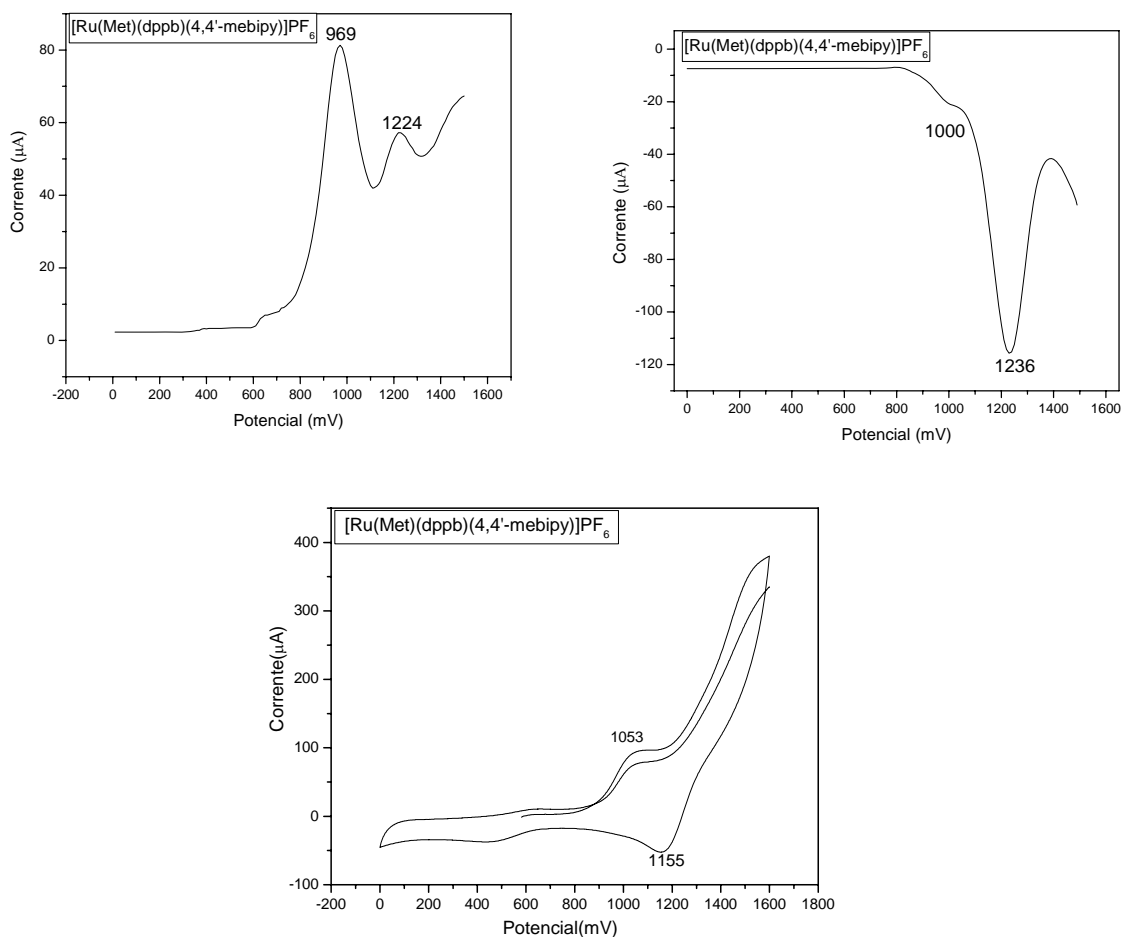 [Ru(Met)(dppb)(4,4'-mebipy)]PF6
969
1224
80
60
40
20
0
Corrente (μA)
-200 0 200 400 600 800 1000 1200 1400 1600
Potencial (mV)
[Ru(Met)(dppb)(4,4'-mebipy)]PF6
1000
1236
0
-20
-40
-60
-80
-100
-120
Corrente (μA)
0 200 400 600 800 1000 1200 1400 1600
Potencial (mV)
[Ru(Met)(dppb)(4,4'-mebipy)]PF6
1053
1155
400
300
200
100
0
-100
Corrente(μA)
-200 0 200 400 600 800 1000 1200 1400 1600 1800
Potencial(mV)